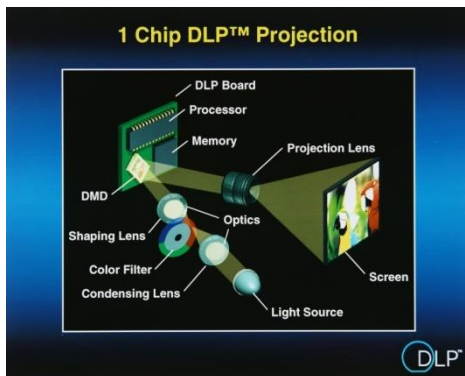 1 Chip DLP™ Projection
DLP Board
Processor
Memory
Projection Lens
DMD
Optics
Shaping Lens
Color Filter
Condensing Lens
Screen
Light Source
DLP™